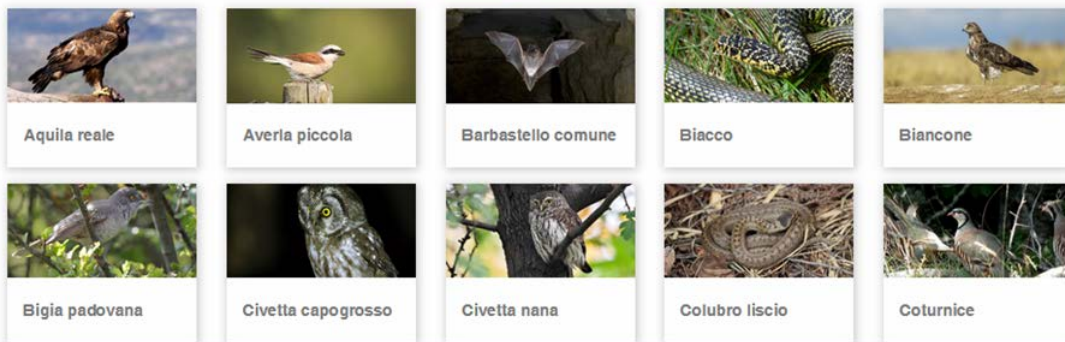 Aquila reale
Averla piccola
Barbastello comune
Biacco
Biancone
Bigia padovana
Civetta capogrosso
Civetta nana
Colubro liscio
Coturnice